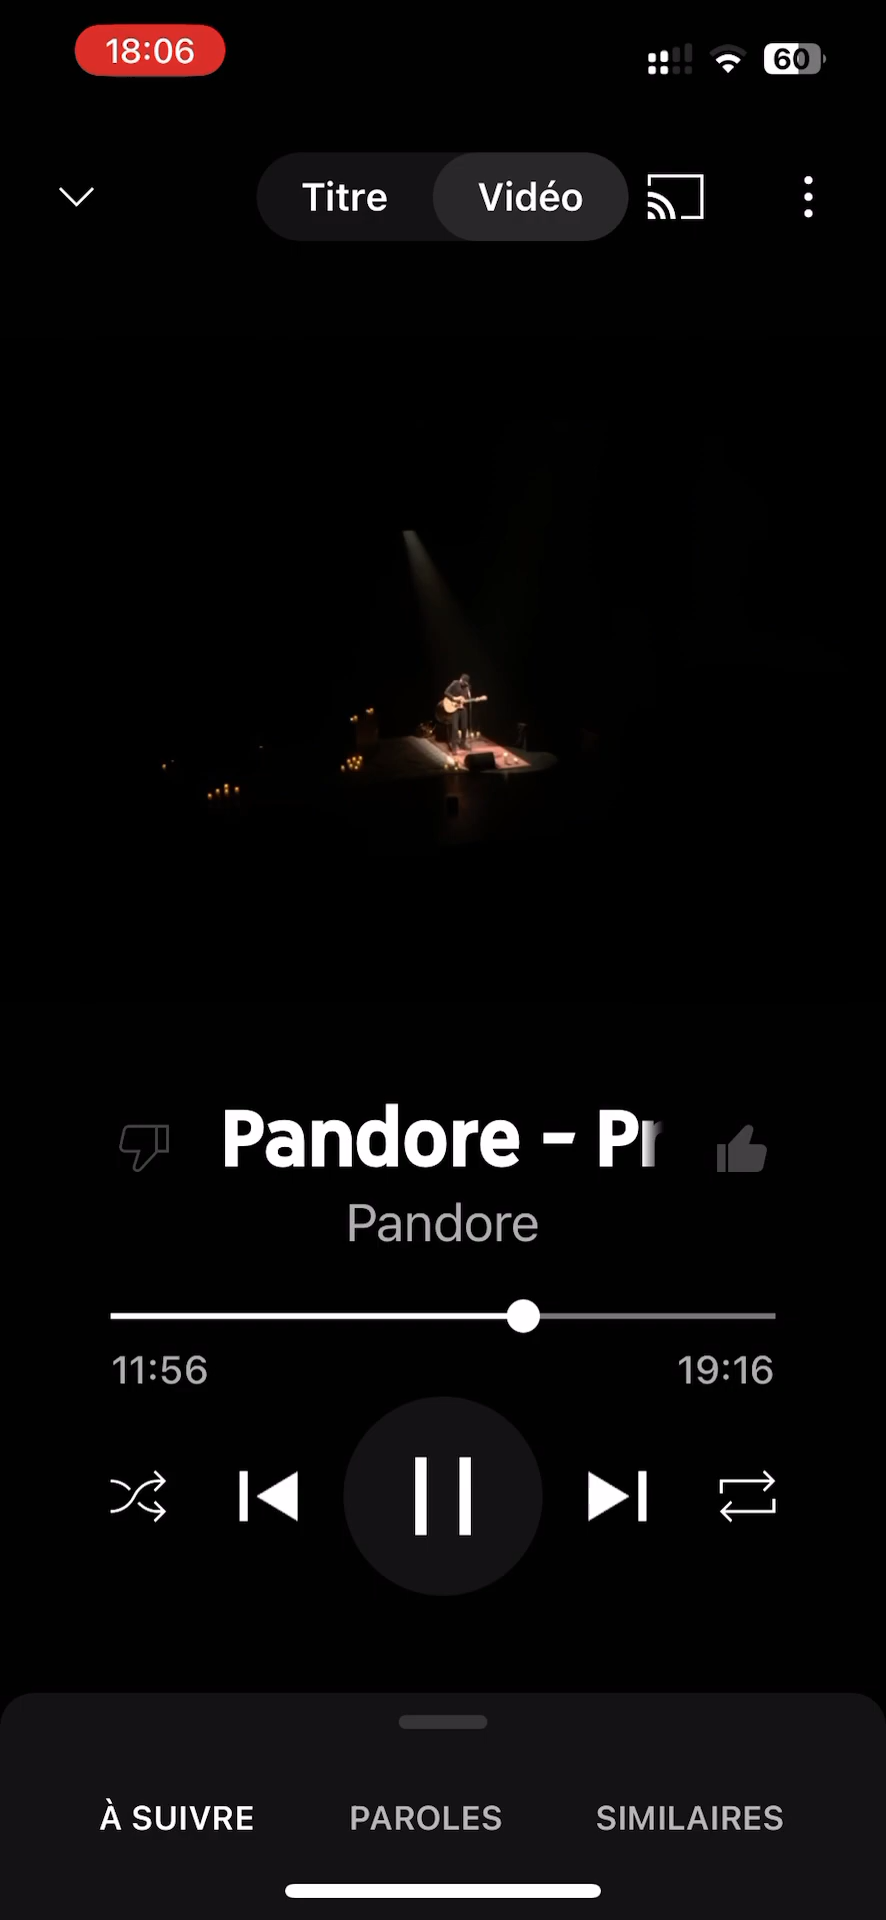 18:06
60
Titre
Vidéo
Pandore - Pr
Pandore
11:56
19:16
À SUIVRE
PAROLES
SIMILAIRES